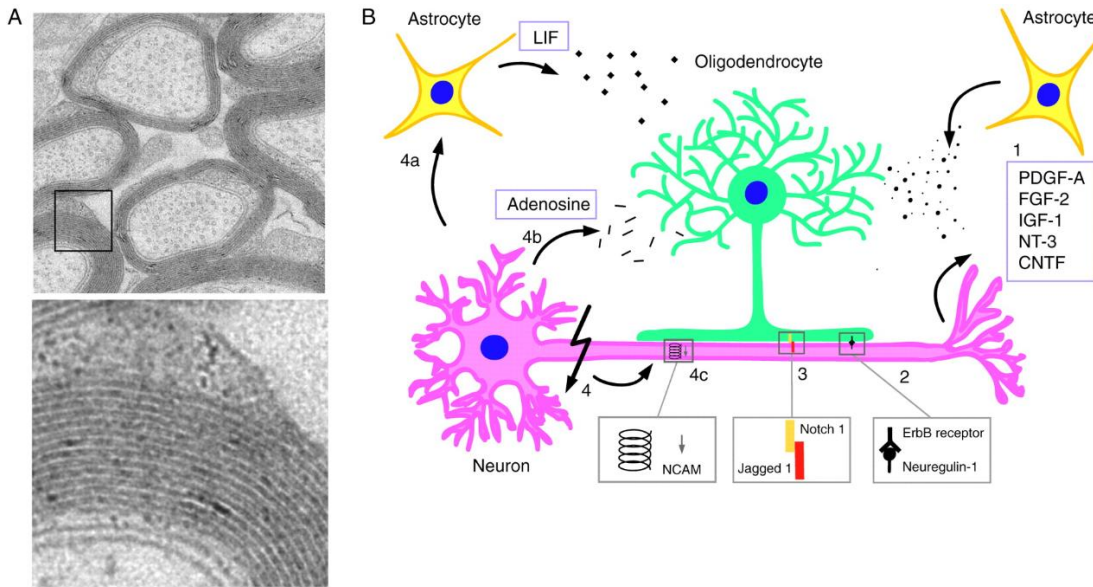 A
B
Astrocyte
LIF
Oligodendrocyte
Astrocyte
4a
1
PDGF-A
FGF-2
IGF-1
NT-3
CNTF
Adenosine
4b
4
4c
3
2
Neuron
NCAM
Notch 1
Jagged 1
ErbB receptor
Neuregulin-1